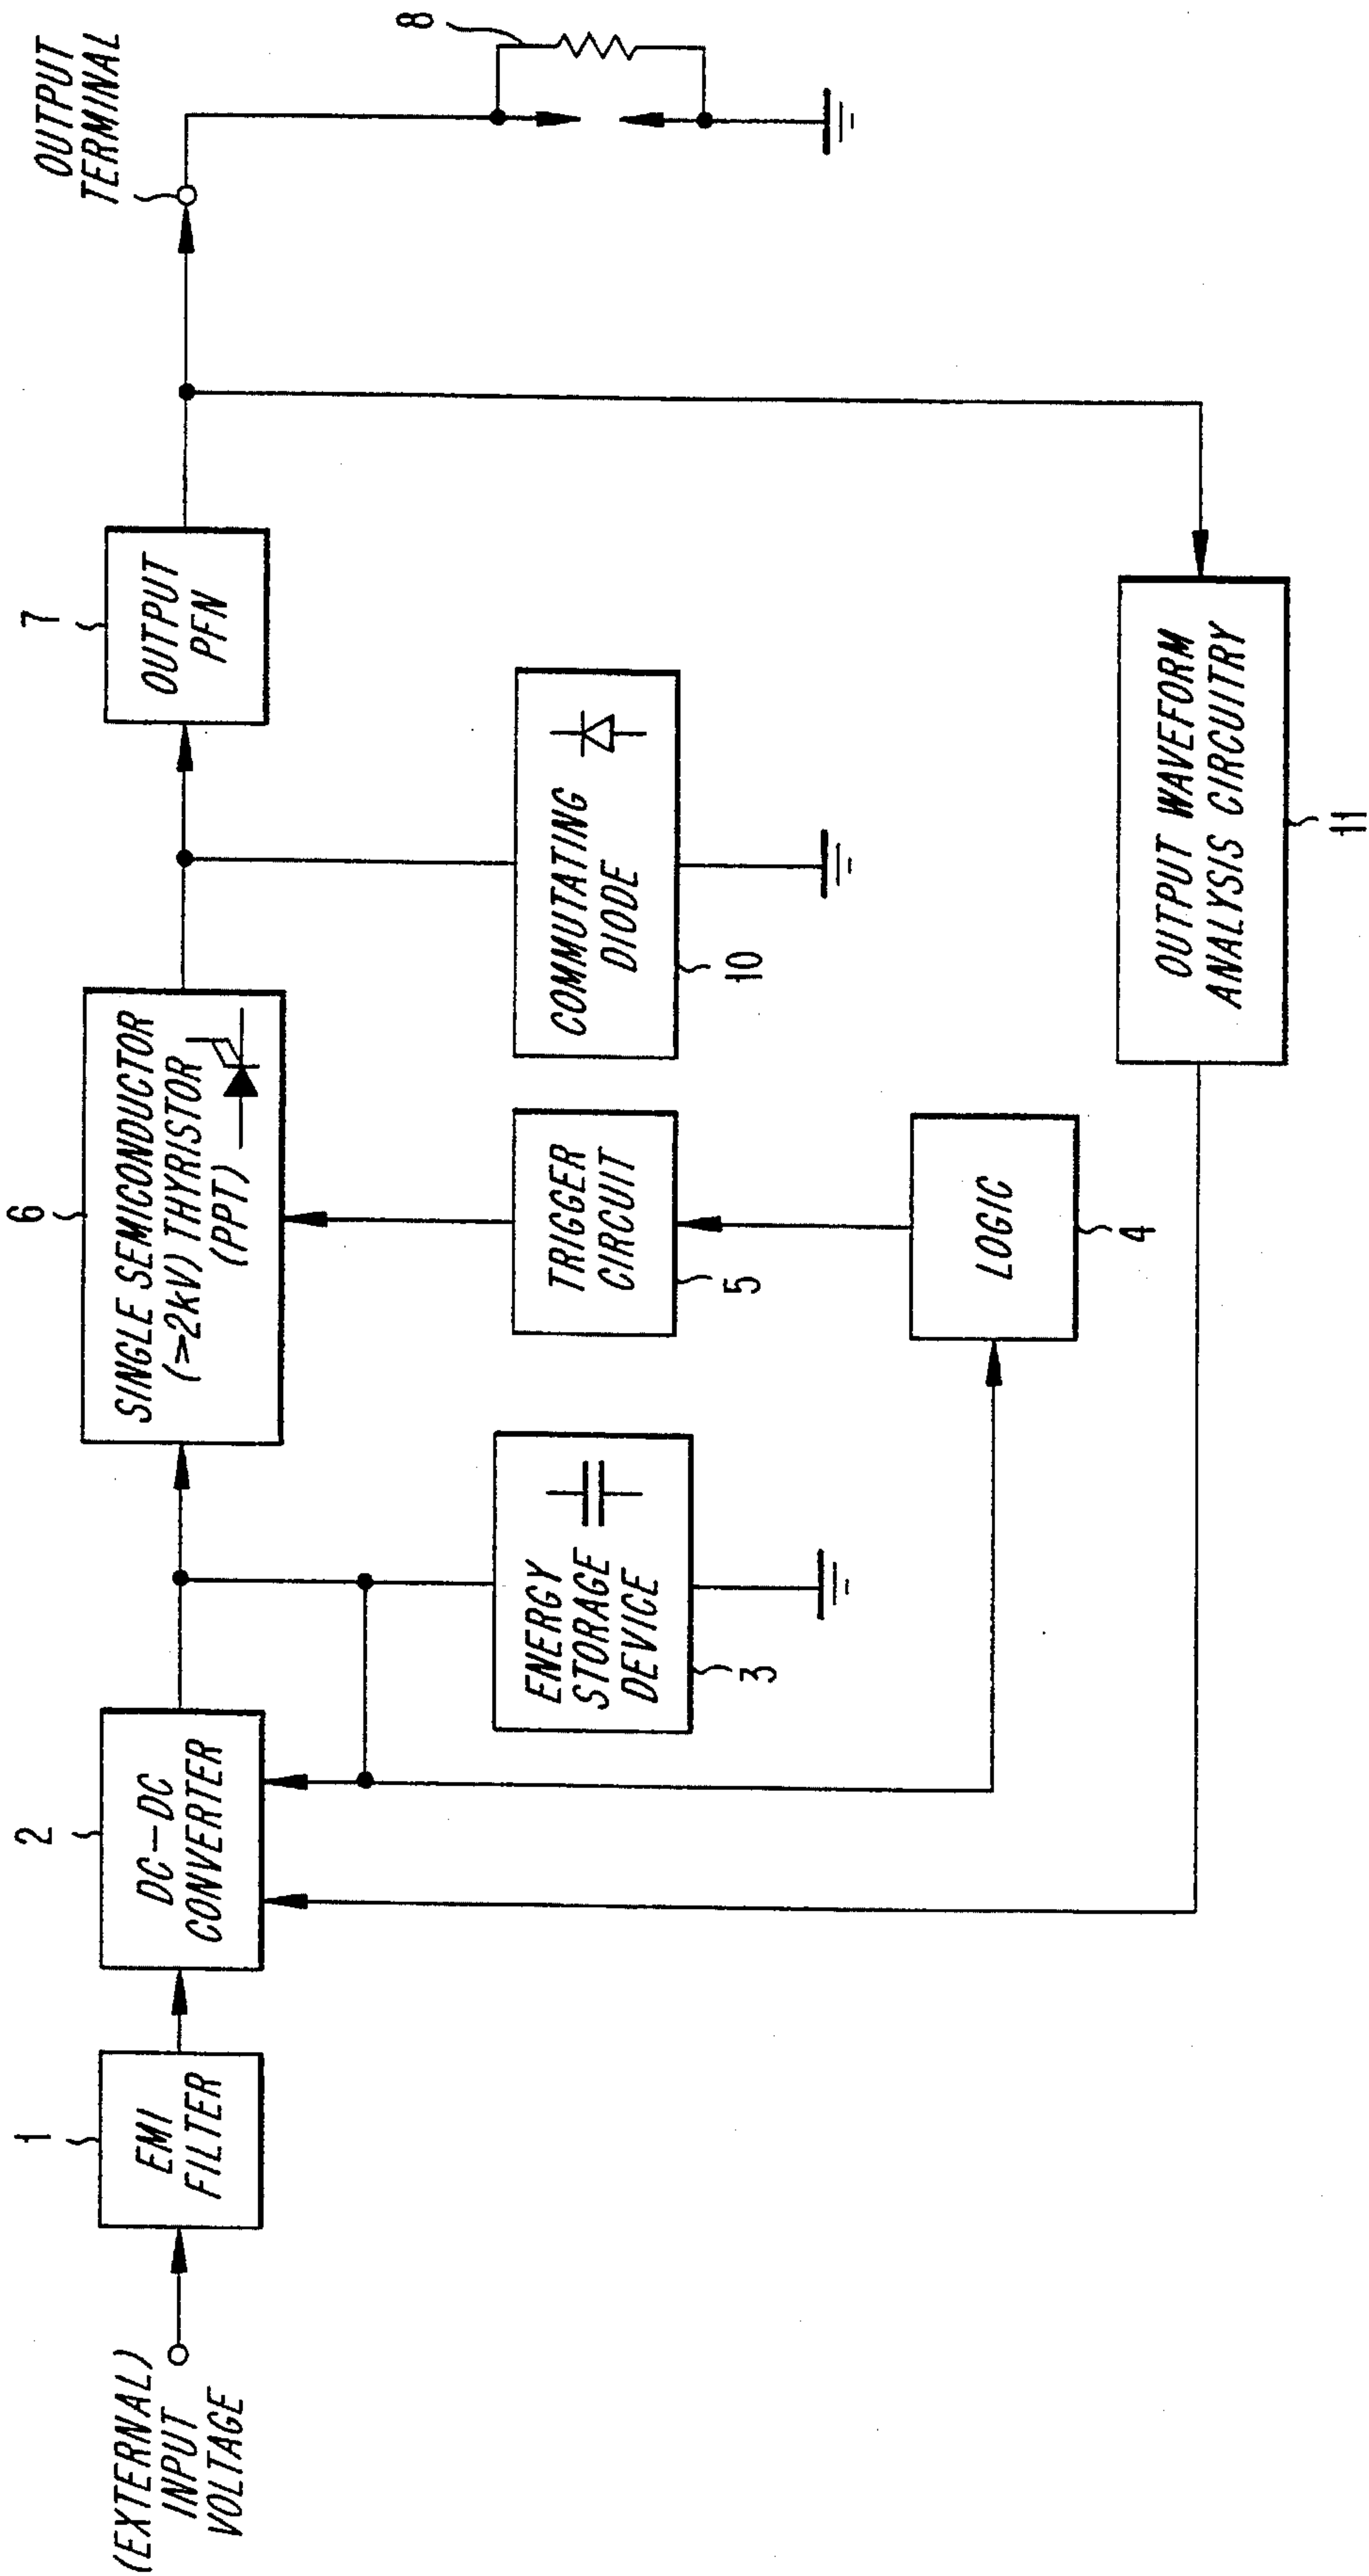 (EXTERNAL)
INPUT
VOLTAGE
1
EMI
FILTER
2
DC-DC
CONVERTER
ENERGY
STORAGE
DEVICE
3
6
SINGLE SEMICONDUCTOR
(≥2kV) THYRISTOR
(PPT)
TRIGGER
CIRCUIT
5
LOGIC
4
COMMUTATING
DIODE
10
7
OUTPUT
PFN
OUTPUT WAVEFORM
ANALYSIS CIRCUITRY
11
OUTPUT
TERMINAL
8